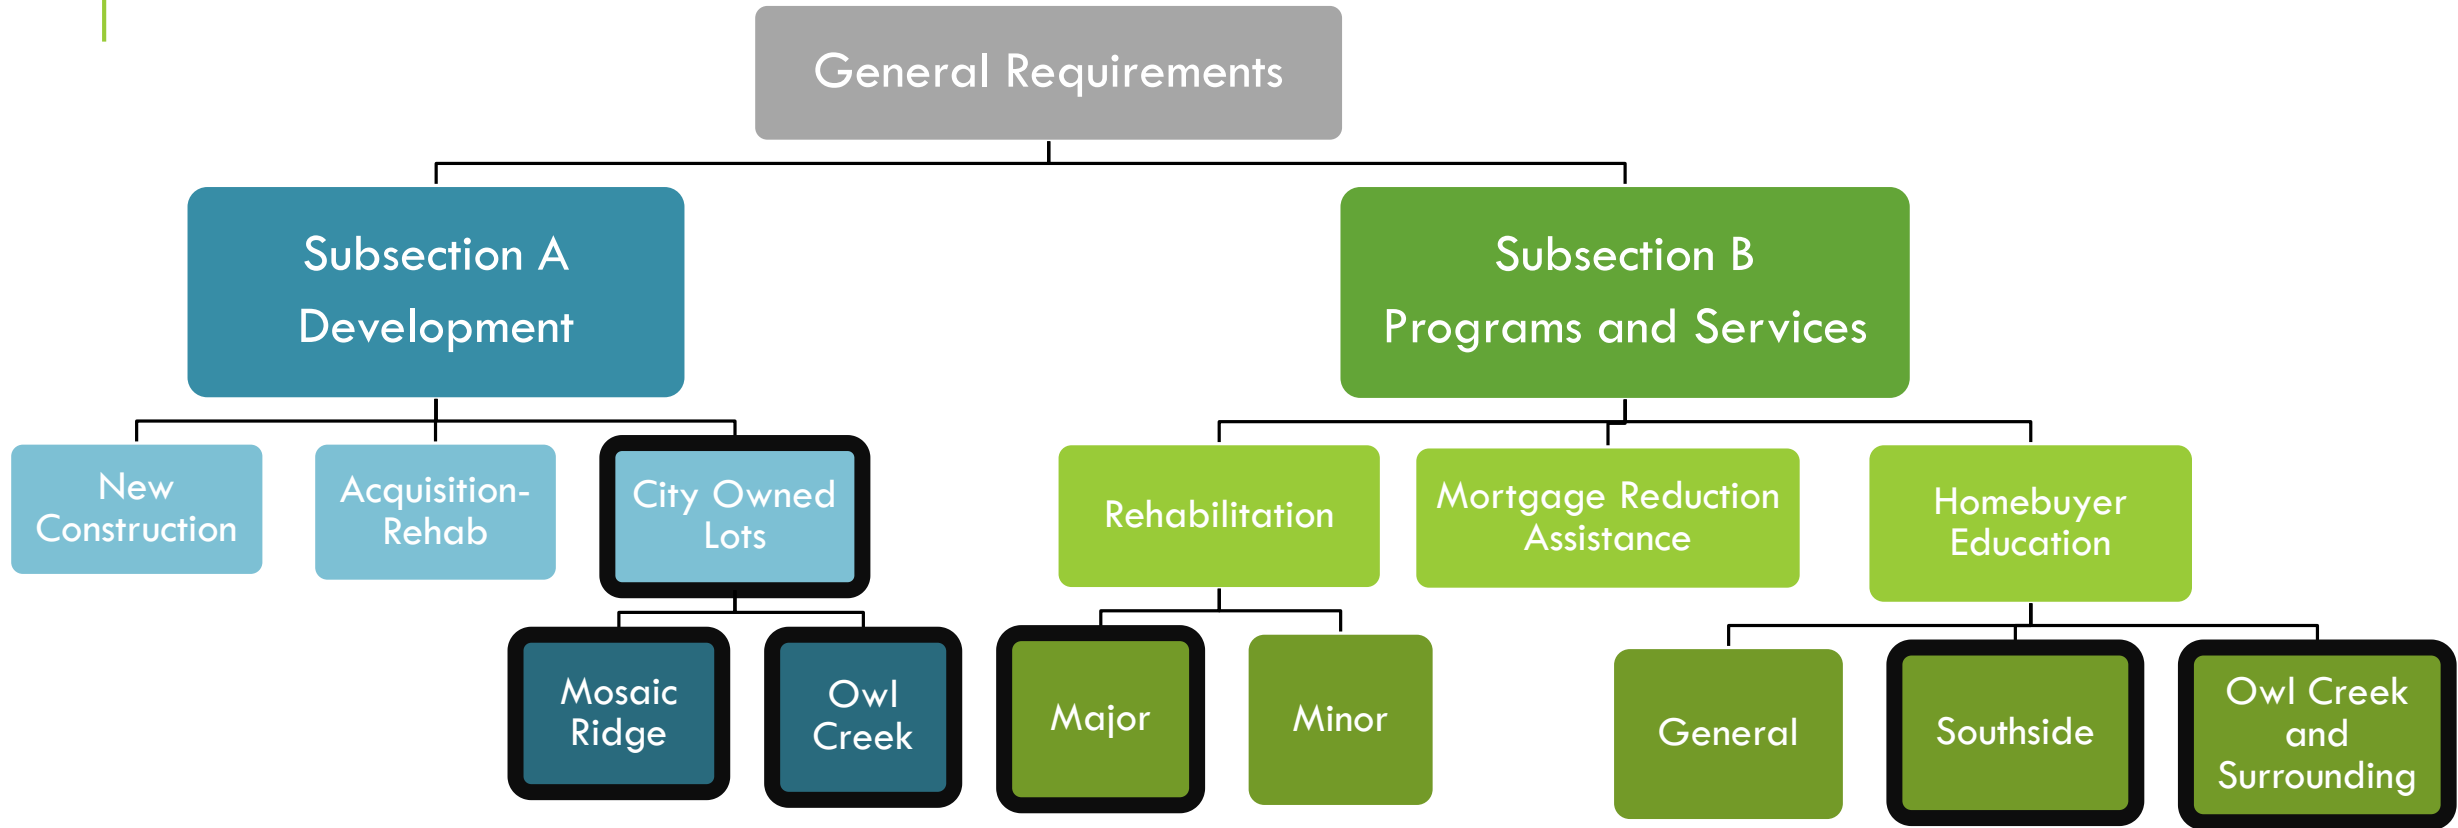 General Requirements
Subsection A
Development
Subsection B
Programs and Services
New
Construction
Acquisition-
Rehab
City Owned
Lots
Rehabilitation
Mortgage Reduction
Assistance
Homebuyer
Education
Mosaic
Ridge
Owl
Creek
Major
Minor
General
Southside
Owl Creek
and
Surrounding